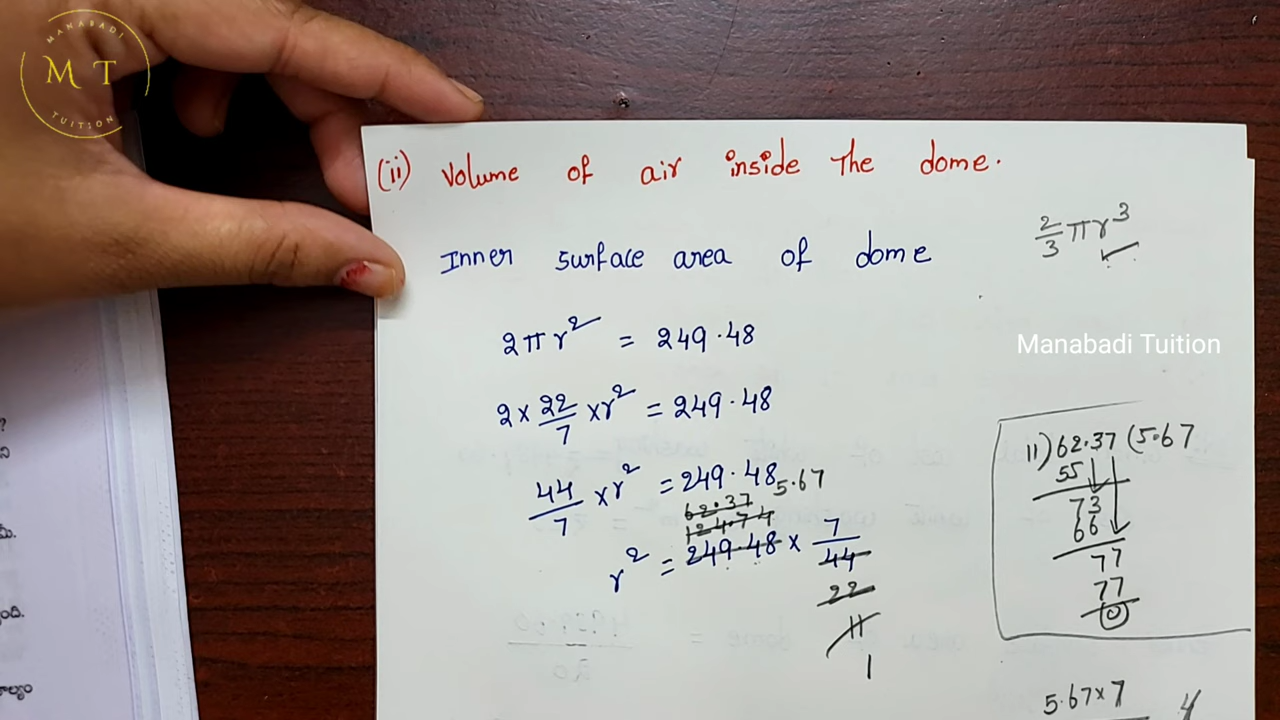 MANABADI
M T
TUITION
(ii) Volume of air inside the dome.
2/3 πr³
Inner surface area of dome
2πr² = 249.48
Manabadi Tuition
2 × 22/7 × r² = 249.48
44/7 × r² = 249.48
5.67
62.37
124.74
r² = 249.48 × 7/44
22
11
1
11) 62.37 (5.67
55
73
66
77
77
0
5.67×7
?
ని
మీ.
ంది.